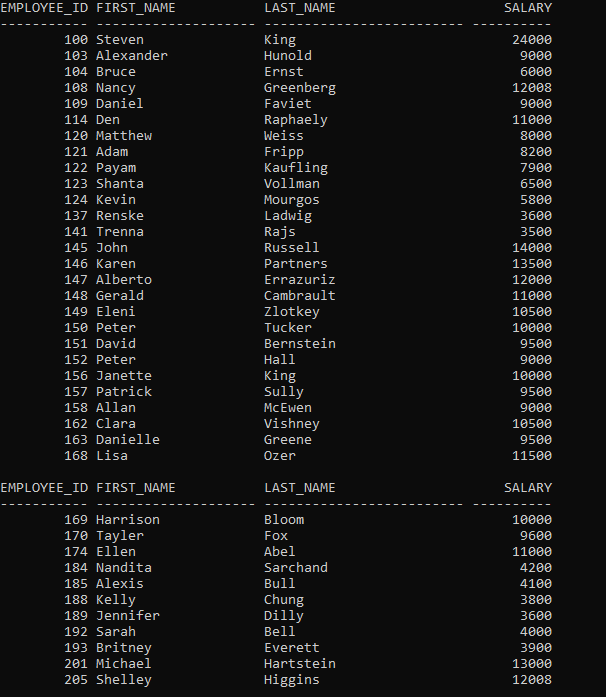 EMPLOYEE_ID FIRST_NAME           LAST_NAME                     SALARY
----------- -------------------- ------------------------- ----------
        100 Steven               King                           24000
        103 Alexander            Hunold                          9000
        104 Bruce                Ernst                           6000
        108 Nancy                Greenberg                      12008
        109 Daniel               Faviet                          9000
        114 Den                  Raphaely                       11000
        120 Matthew              Weiss                           8000
        121 Adam                 Fripp                           8200
        122 Payam                Kaufling                        7900
        123 Shanta               Vollman                         6500
        124 Kevin                Mourgos                         5800
        137 Renske               Ladwig                          3600
        141 Trenna               Rajs                            3500
        145 John                 Russell                        14000
        146 Karen                Partners                       13500
        147 Alberto              Errazuriz                      12000
        148 Gerald               Cambrault                      11000
        149 Eleni                Zlotkey                        10500
        150 Peter                Tucker                         10000
        151 David                Bernstein                       9500
        152 Peter                Hall                            9000
        156 Janette              King                           10000
        157 Patrick              Sully                           9500
        158 Allan                McEwen                          9000
        162 Clara                Vishney                        10500
        163 Danielle             Greene                          9500
        168 Lisa                 Ozer                           11500

EMPLOYEE_ID FIRST_NAME           LAST_NAME                     SALARY
----------- -------------------- ------------------------- ----------
        169 Harrison             Bloom                          10000
        170 Tayler               Fox                             9600
        174 Ellen                Abel                           11000
        184 Nandita              Sarchand                        4200
        185 Alexis               Bull                            4100
        188 Kelly                Chung                           3800
        189 Jennifer             Dilly                           3600
        192 Sarah                Bell                            4000
        193 Britney              Everett                         3900
        201 Michael              Hartstein                      13000
        205 Shelley              Higgins                        12008